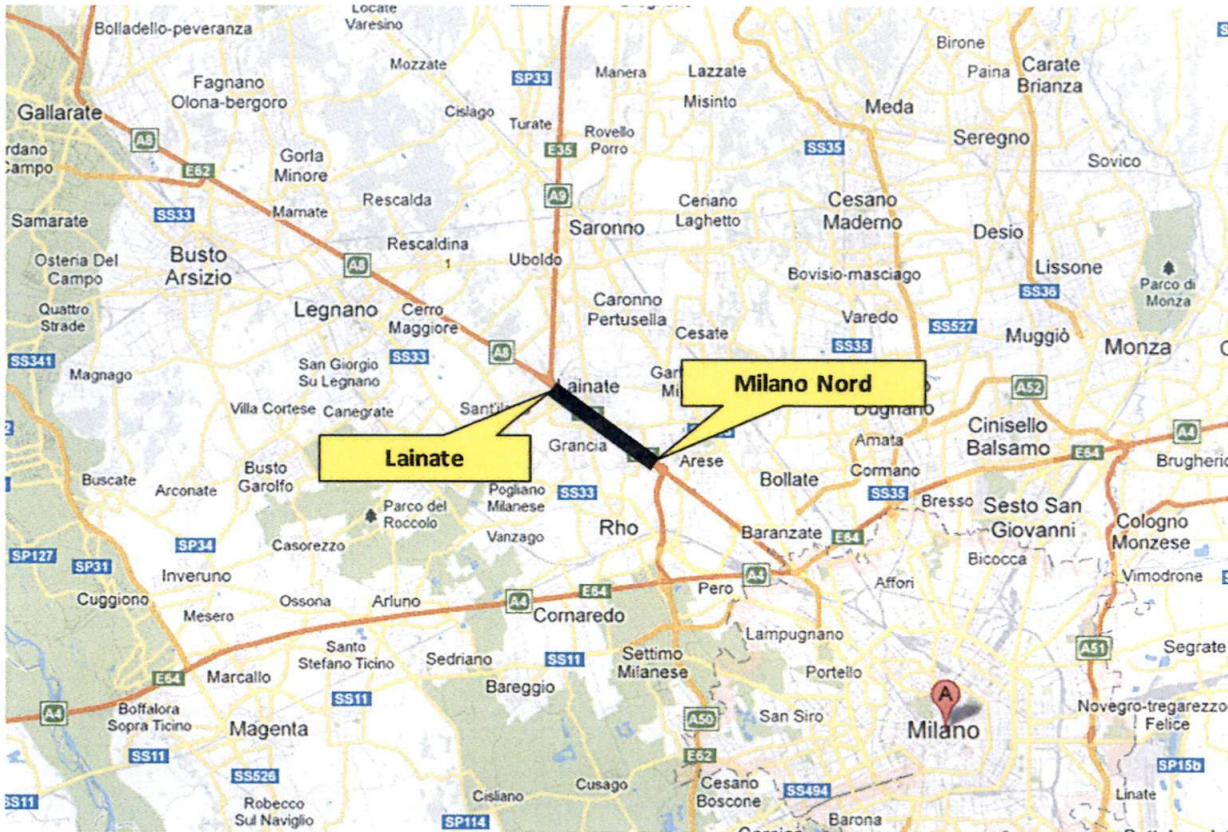 Locate
Varesino
Bolladello-peveranza
Birone
Mozzate
SP33
Manera
Lazzate
Paina
Carate
Brianza
Fagnano
Olona-bergoro
Misinto
Meda
Gallarate
Cislago
Turate
Rovello
Porro
Seregno
A8
E35
SS35
Sovico
rdano
Campo
E62
Gorla
Minore
A9
Rescalda
Ceriano
Laghetto
Cesano
Maderno
SS33
Marnate
Samarate
Saronno
Desio
Busto
Arsizio
Rescaldina
1
Uboldo
Osteria Del
Campo
A8
Bovisio-masciago
Lissone
Parco di
Monza
SS36
Quattro
Strade
Legnano
Cerro
Maggiore
Caronno
Pertusella
Varedo
SS527
Cesate
SS35
Muggiò
Monza
SS33
A8
SS341
San Giorgio
Su Legnano
Magnago
Lainate
Milano Nord
A52
Villa Cortese
Canegrate
Dugnano
Cinisello
Balsamo
A4
Grancia
Amata
Lainate
Arese
E64
Brugherio
Busto
Garolfo
Bollate
Cormano
Buscate
Arconate
Pogliano
Milanese
SS33
SS35
Bresso
Sesto San
Giovanni
Parco del
Roccolo
Rho
Cologno
Monzese
Baranzate
E64
Vanzago
SP127
SP34
Casorezzo
Bicocca
SP31
Inveruno
Pero
A4
Affori
Vimodrone
Cuggiono
Ossona
Arluno
A4
E64
Mesero
Cornaredo
Lampugnano
Santo
Stefano Ticino
Sedriano
SS11
Settimo
Milanese
A51
Segrate
E64
Marcallo
Portello
Bareggio
SS11
A
A4
Boffalora
Sopra Ticino
Magenta
A50
San Siro
Milano
Novegro-tregarezzo
Felice
SS11
E62
SP15b
SS526
Cusago
Cesano
Boscone
SS494
SS11
Robecco
Sul Naviglio
Cisliano
Linate
SP114
Barona